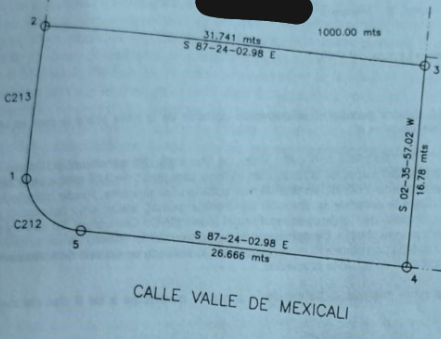 2
31.741 mts
1000.00 mts
S 87-24-02.98 E
3
C213
S 02-35-57.02 W
16.78 mts
1
C212
5
S 87-24-02.98 E
26.666 mts
4
CALLE VALLE DE MEXICALI